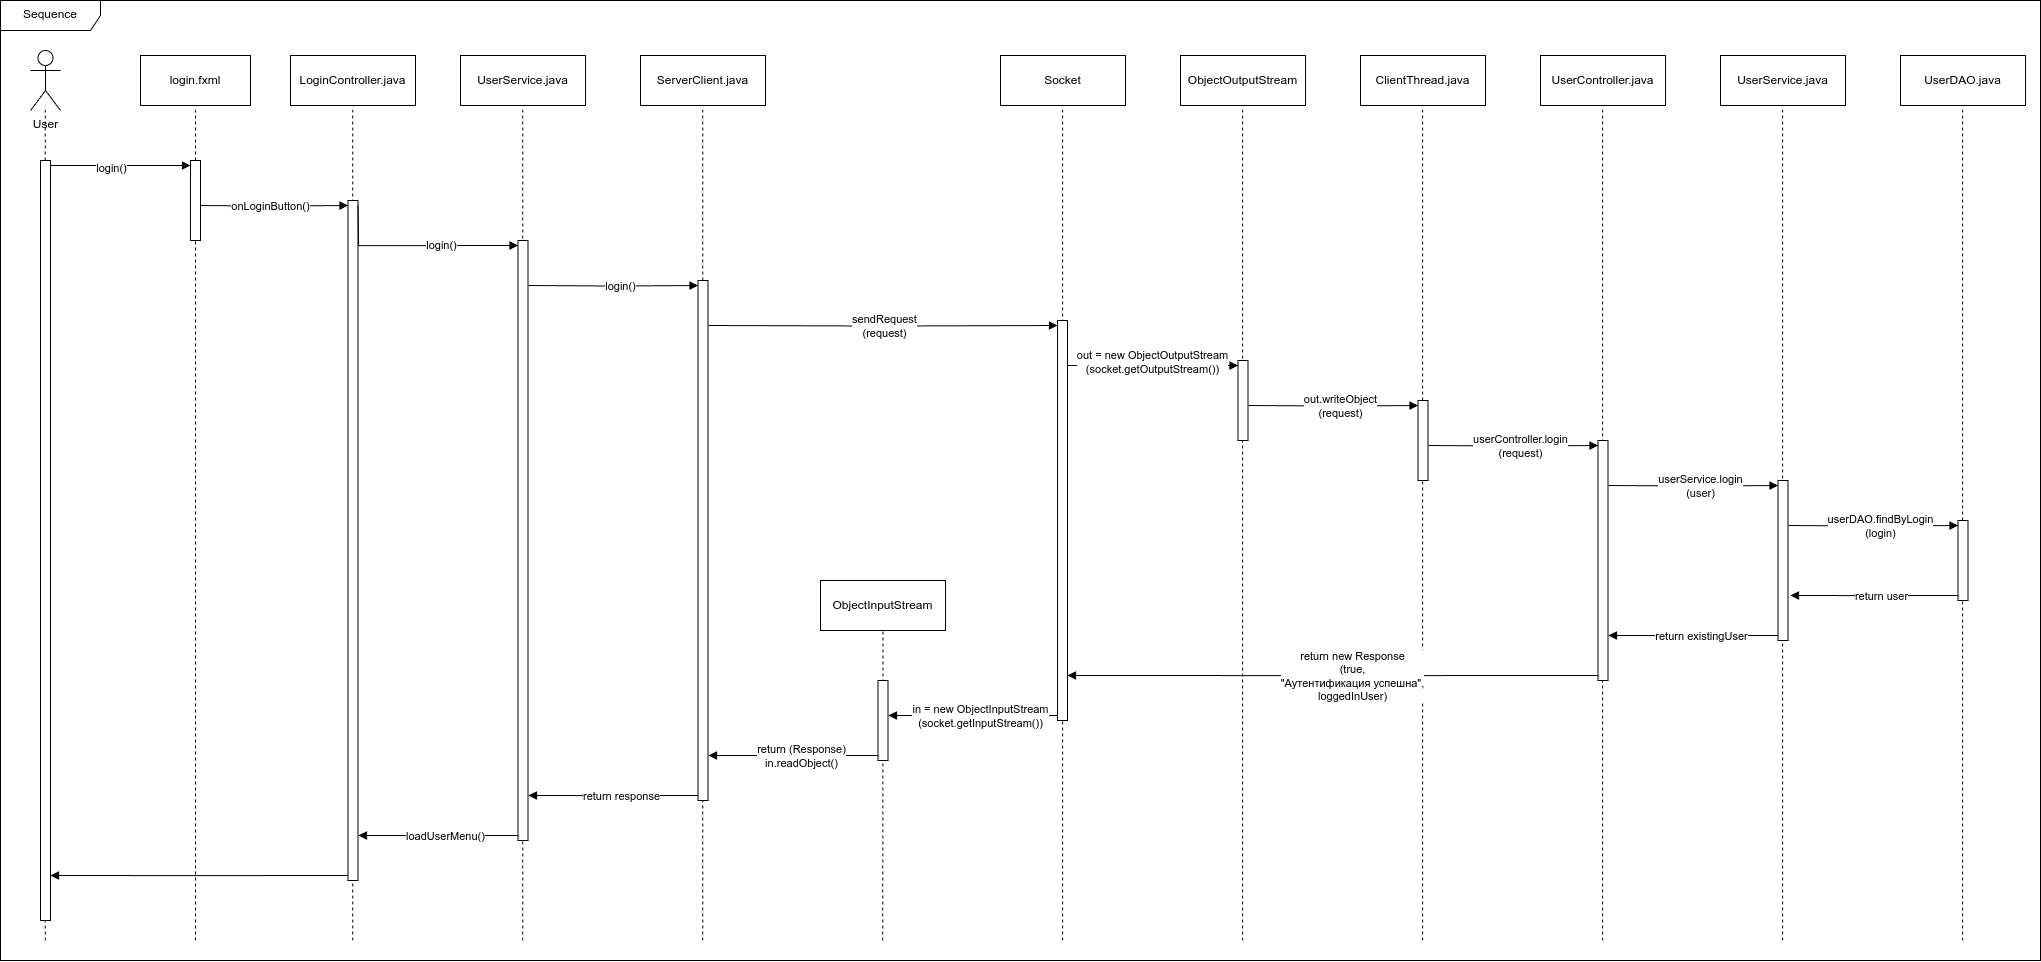 Sequence
User
login.fxml
LoginController.java
UserService.java
ServerClient.java
Socket
ObjectOutputStream
ClientThread.java
UserController.java
UserService.java
UserDAO.java
login()
onLoginButton()
login()
login()
sendRequest
(request)
out = new ObjectOutputStream
(socket.getOutputStream())
out.writeObject
(request)
userController.login
(request)
userService.login
(user)
userDAO.findByLogin
(login)
ObjectInputStream
return user
return existingUser
return new Response
(true,
"Аутентификация успешна",
loggedInUser)
in = new ObjectInputStream
(socket.getInputStream())
return (Response)
in.readObject()
return response
loadUserMenu()